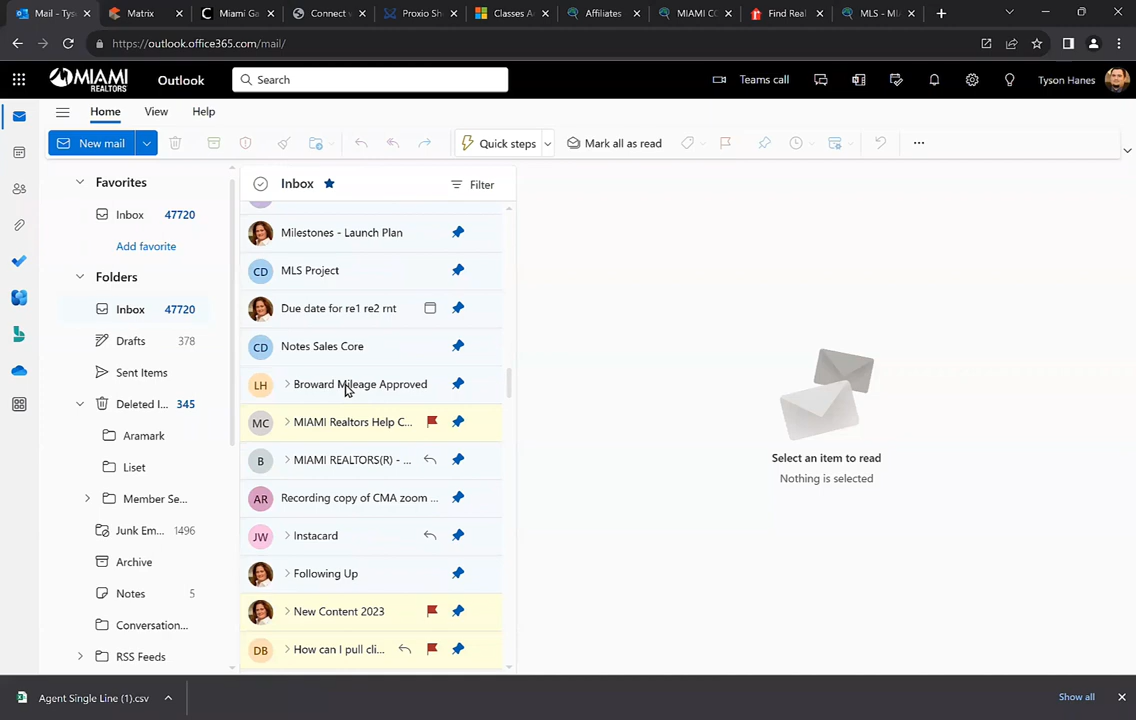 Mail - Tys
Matrix
Miami Ga
Connect w
Proxio Sh
Classes A
Affiliates
MIAMI CO
Find Real
MLS - MI
https://outlook.office365.com/mail/
MIAMI
REALTORS
Outlook
Search
Teams call
Tyson Hanes
Home
View
Help
New mail
Quick steps
Mark all as read
...
Favorites
Inbox
Filter
Inbox 47720
Add favorite
Folders
Inbox 47720
Drafts 378
Sent Items
Deleted I... 345
Aramark
Liset
Member Se...
Junk Em... 1496
Archive
Notes 5
Conversation...
RSS Feeds
Milestones - Launch Plan
CD MLS Project
Due date for re1 re2 rnt
CD Notes Sales Core
LH Broward Mileage Approved
MC MIAMI Realtors Help C...
B MIAMI REALTORS(R) - ...
AR Recording copy of CMA zoom ...
JW Instacard
Following Up
New Content 2023
DB How can I pull cli...
Select an item to read
Nothing is selected
Agent Single Line (1).csv
Show all